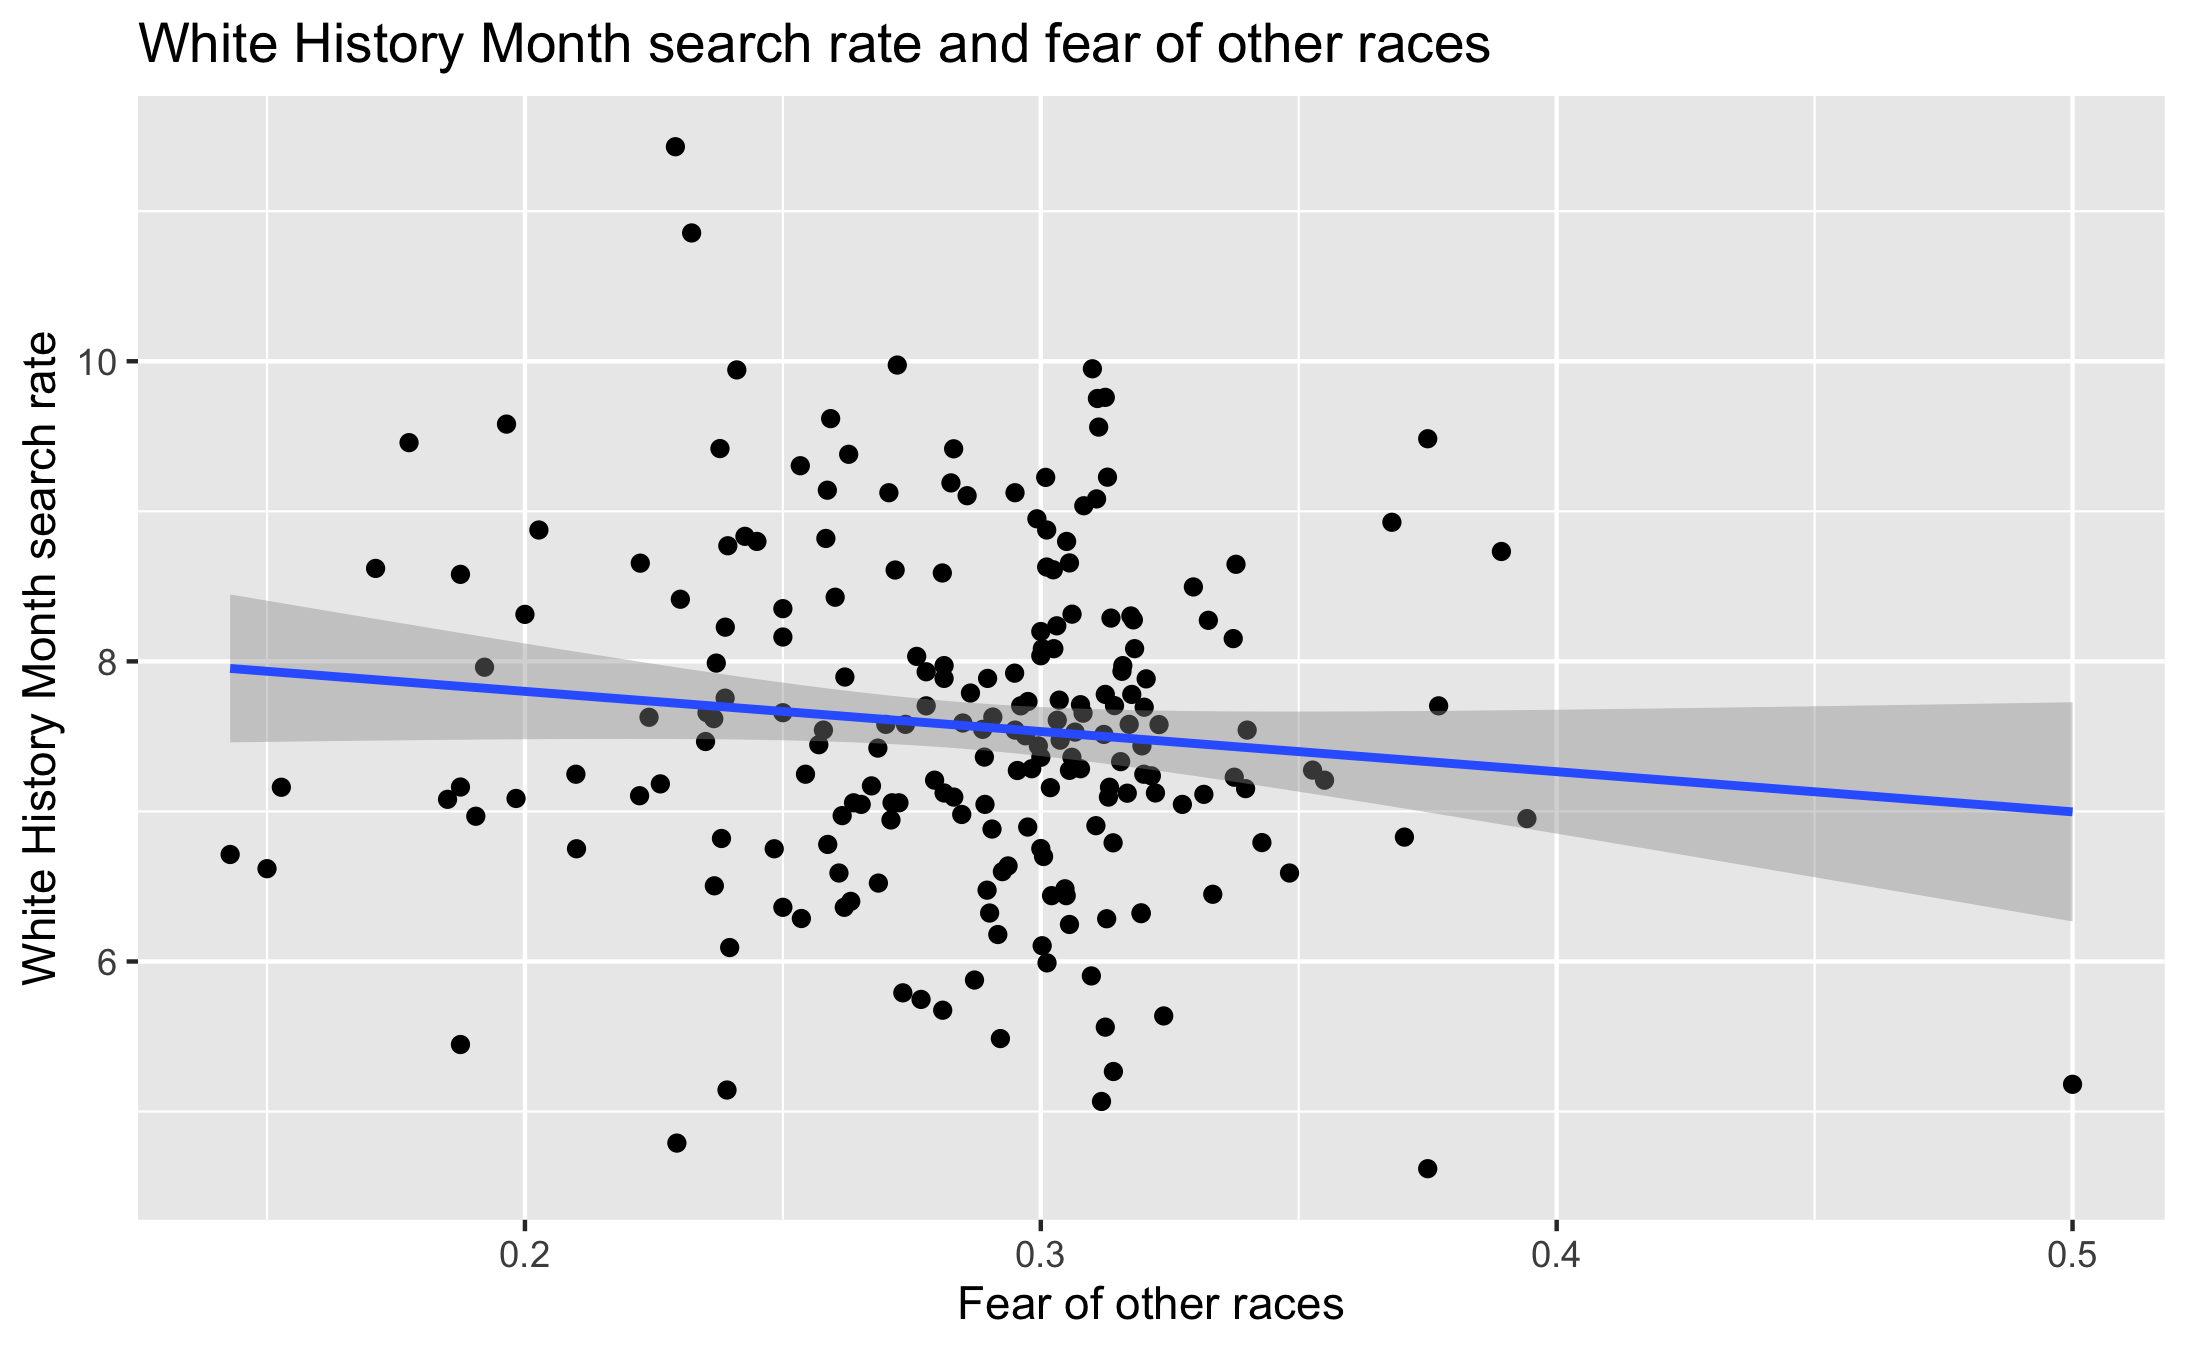 White History Month search rate and fear of other races
White History Month search rate
10
8
6
0.2
0.3
0.4
0.5
Fear of other races